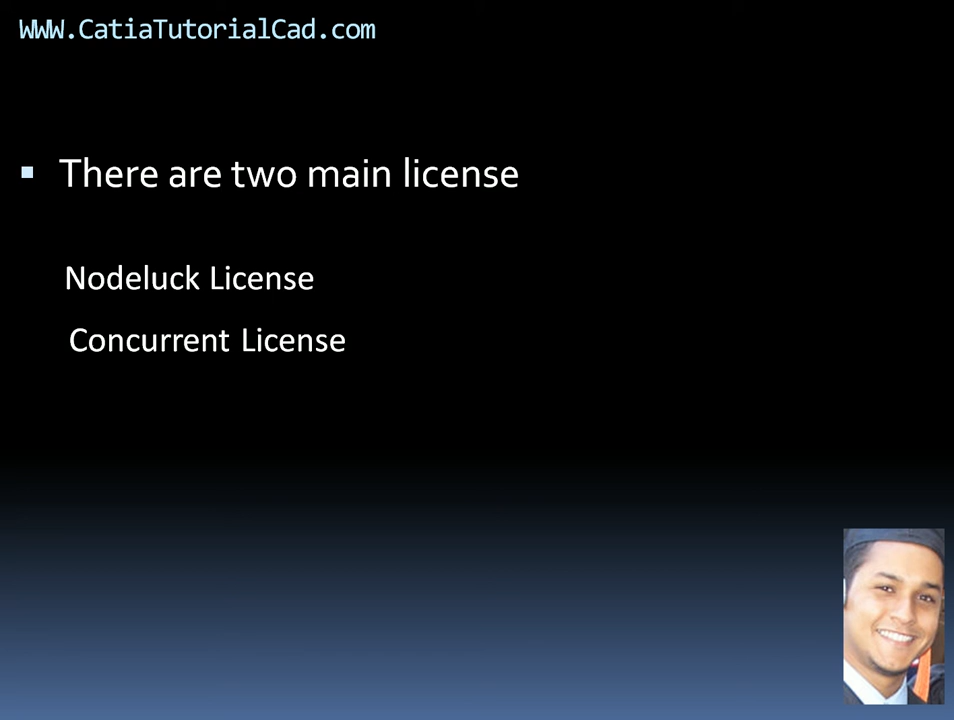 WWW.CatiaTutorialCad.com
There are two main license
Nodeluck License
Concurrent License